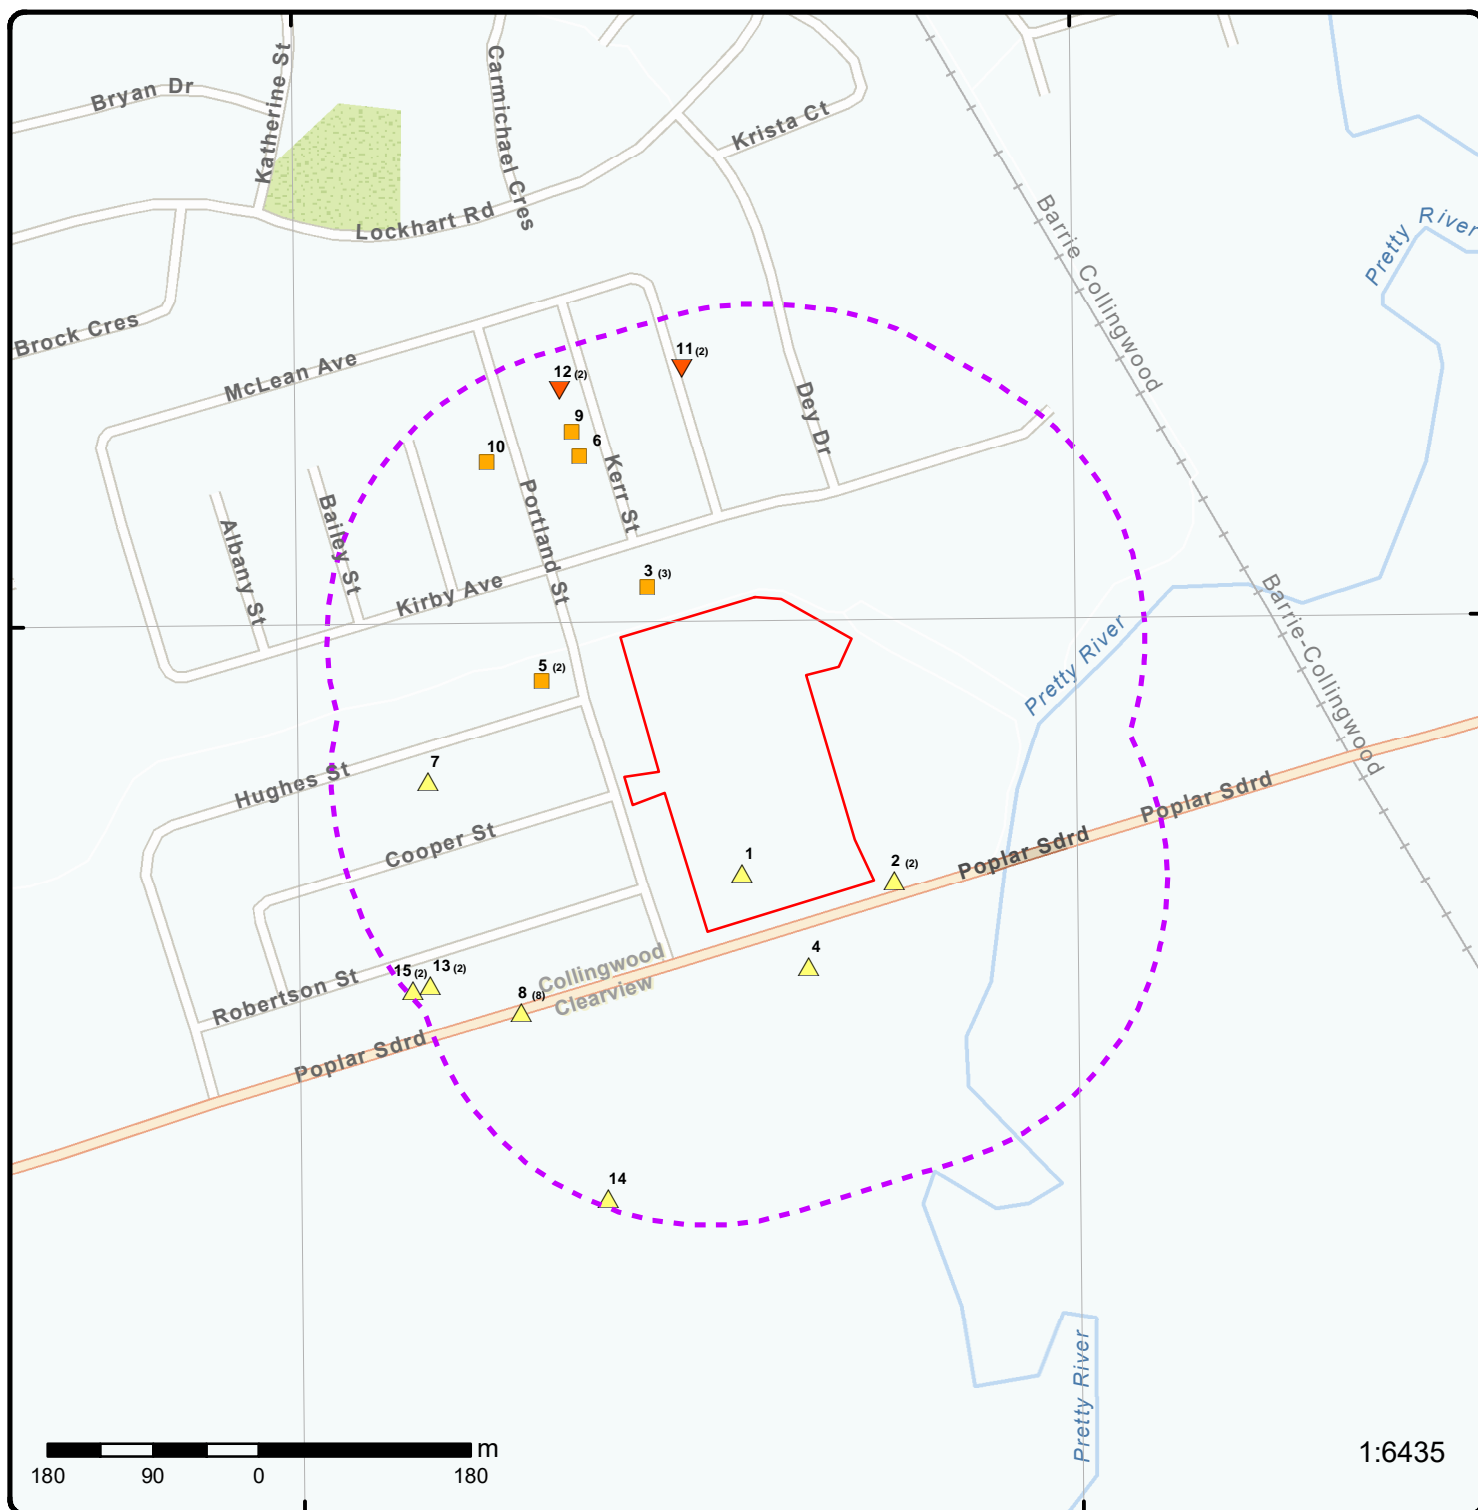 Bryan Dr
Katherine St
Carmichael Cres
Krista Ct
Lockhart Rd
Barrie Collingwood
Pretty River
Brock Cres
McLean Ave
11 (2)
12 (2)
Dey Dr
9
6
10
Kerr St
Portland St
Bailey St
Albany St
3 (3)
Kirby Ave
Barrie-Collingwood
Pretty River
5 (2)
7
Hughes St
Poplar Sdrd
Cooper St
Poplar Sdrd
1
2 (2)
4
Collingwood
Clearview
15 (2)
13 (2)
8 (8)
Robertson St
Poplar Sdrd
14
Pretty River
m
180 90 0 180
1:6435